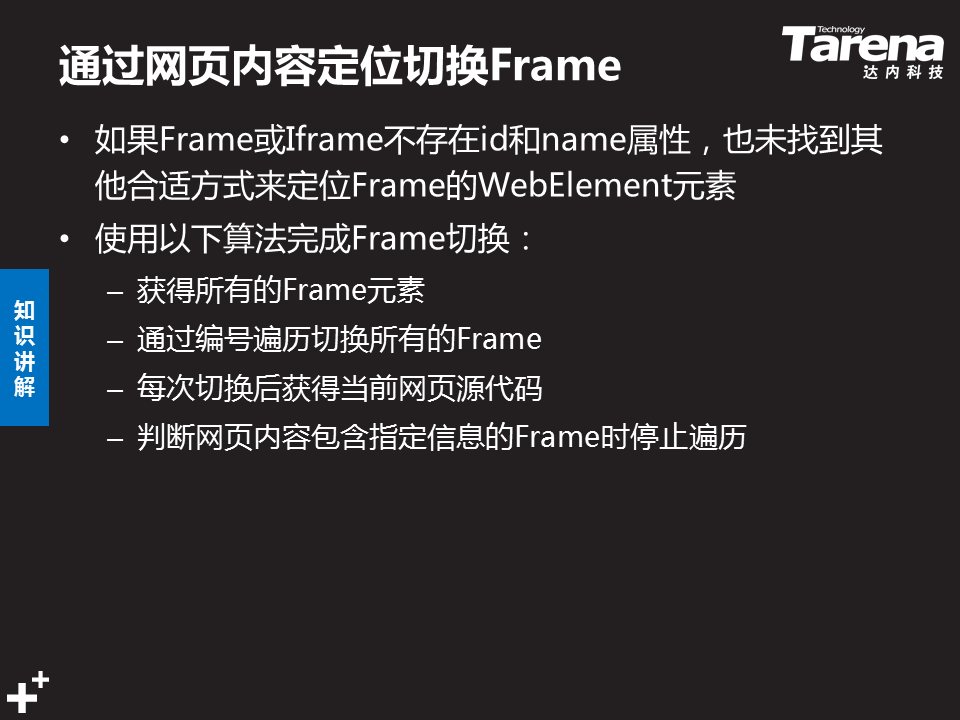 通过网页内容定位切换Frame
Technology
Tarena
达内科技
• 如果Frame或Iframe不存在id和name属性，也未找到其
他合适方式来定位Frame的WebElement元素
• 使用以下算法完成Frame切换：
– 获得所有的Frame元素
– 通过编号遍历切换所有的Frame
– 每次切换后获得当前网页源代码
– 判断网页内容包含指定信息的Frame时停止遍历
知
识
讲
解